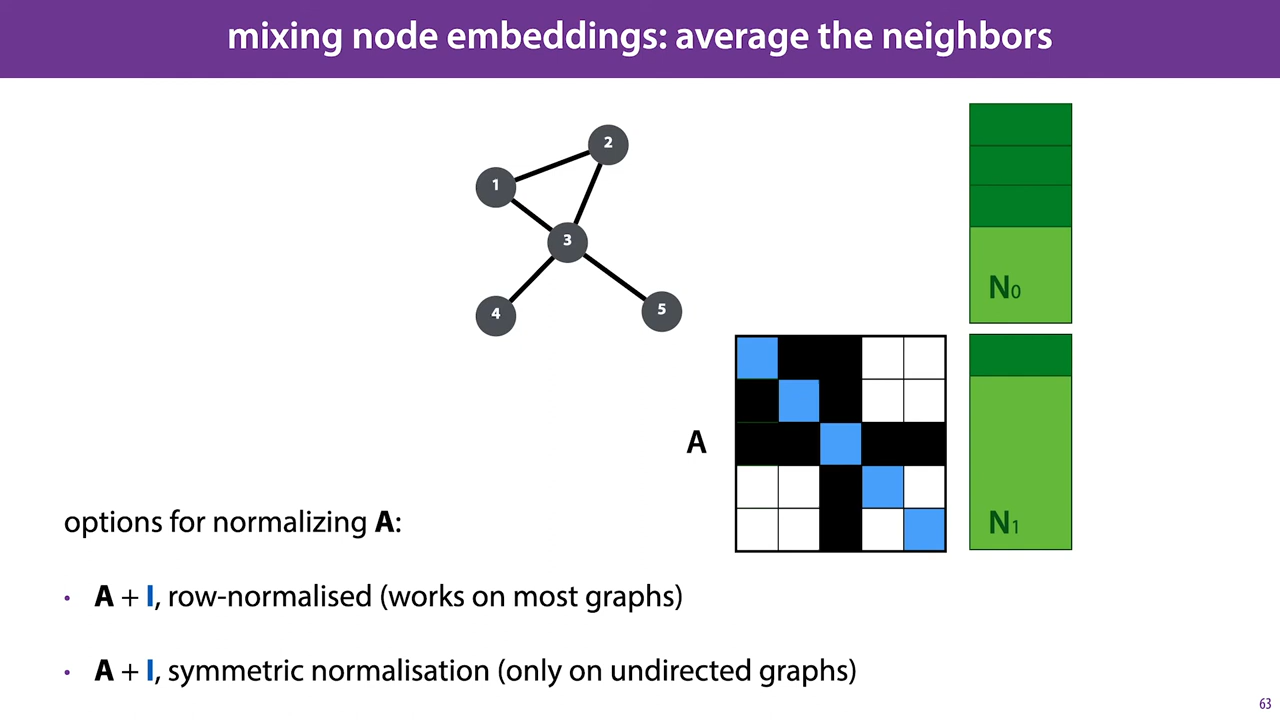 mixing node embeddings: average the neighbors
2
1
3
4
5
N0
A
N1
options for normalizing A:
• A + I, row-normalised (works on most graphs)
• A + I, symmetric normalisation (only on undirected graphs)
63